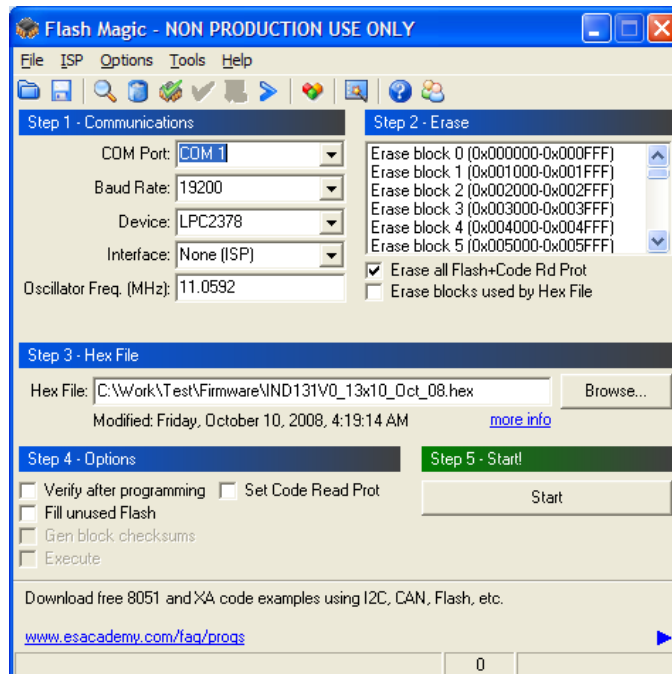 Flash Magic - NON PRODUCTION USE ONLY
File ISP Options Tools Help
Step 1 - Communications
COM Port: COM 1
Baud Rate: 19200
Device: LPC2378
Interface: None (ISP)
Oscillator Freq. (MHz): 11.0592
Step 2 - Erase
Erase block 0 (0x000000-0x000FFF)
Erase block 1 (0x001000-0x001FFF)
Erase block 2 (0x002000-0x002FFF)
Erase block 3 (0x003000-0x003FFF)
Erase block 4 (0x004000-0x004FFF)
Erase block 5 (0x005000-0x005FFF)
Erase all Flash+Code Rd Prot
Erase blocks used by Hex File
Step 3 - Hex File
Hex File: C:\Work\Test\Firmware\IND131V0_13x10_Oct_08.hex Browse...
Modified: Friday, October 10, 2008, 4:19:14 AM more info
Step 4 - Options
Verify after programming Set Code Read Prot
Fill unused Flash
Gen block checksums
Execute
Step 5 - Start!
Start
Download free 8051 and XA code examples using I2C, CAN, Flash, etc.
www.esacademy.com/faq/progs
0